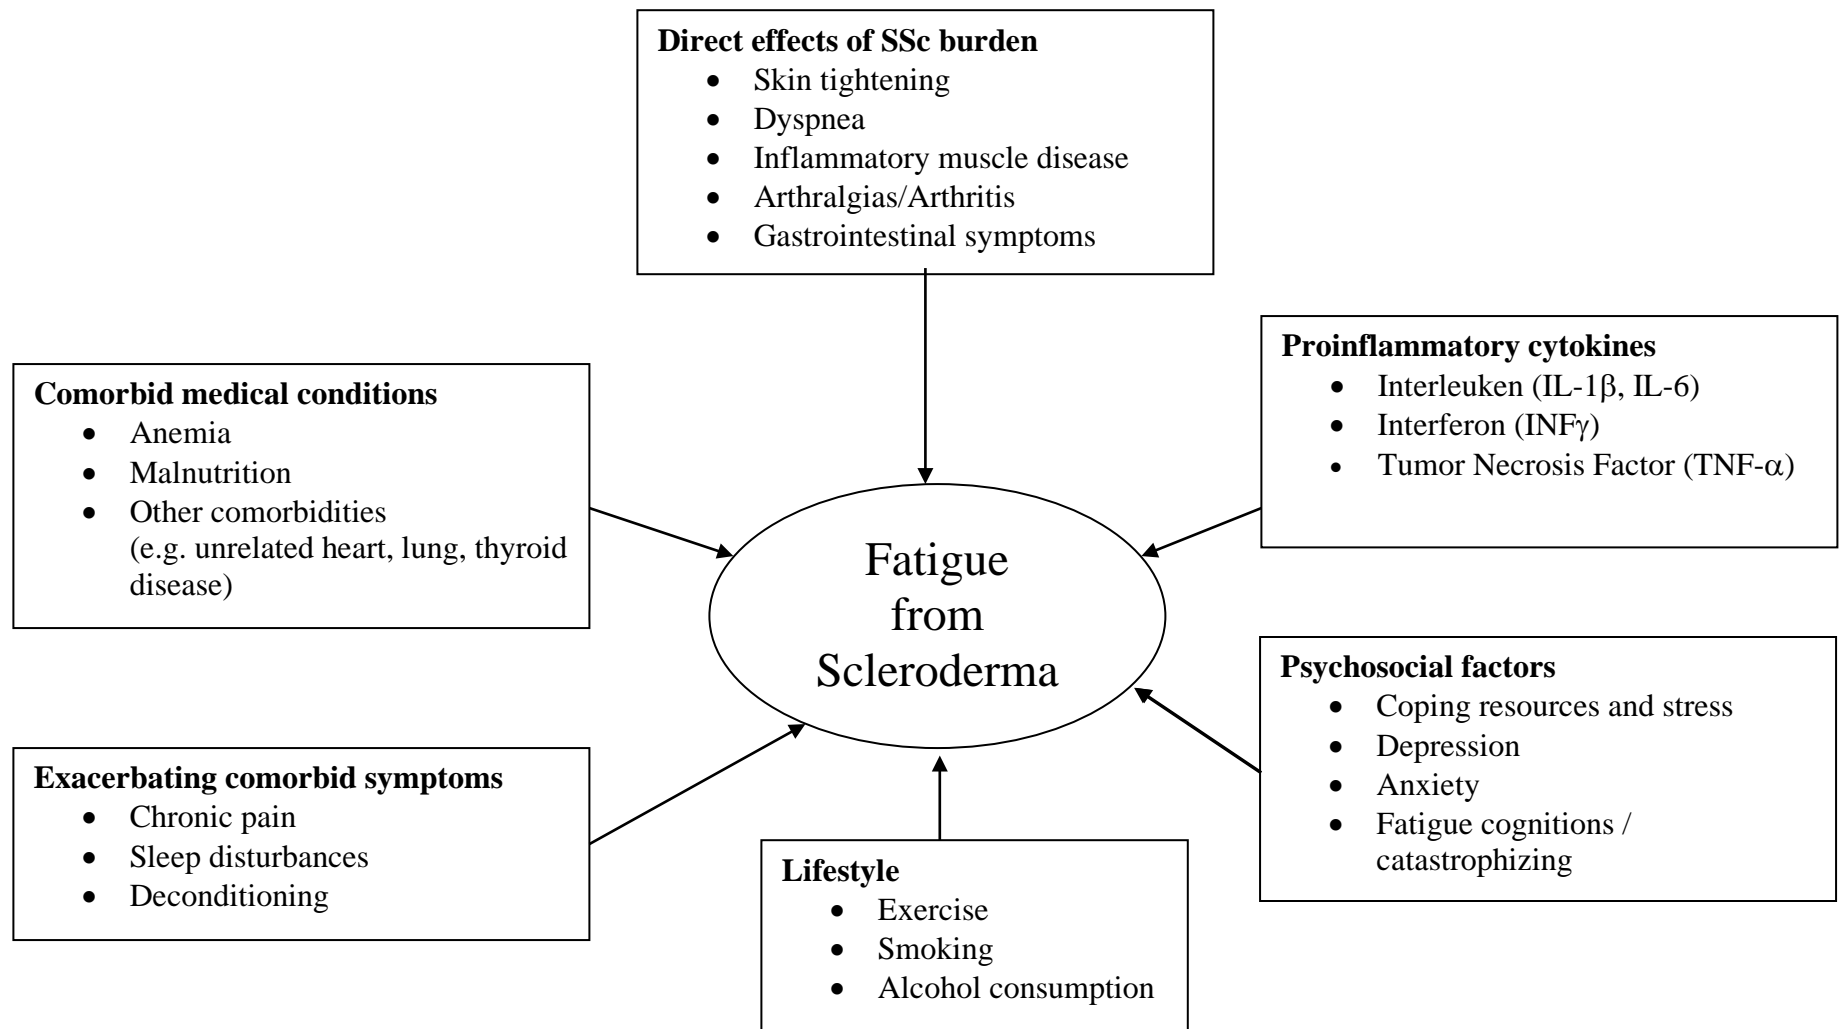 Direct effects of SSc burden
• Skin tightening
• Dyspnea
• Inflammatory muscle disease
• Arthralgias/Arthritis
• Gastrointestinal symptoms
Proinflammatory cytokines
• Interleuken (IL-1β, IL-6)
• Interferon (INFγ)
• Tumor Necrosis Factor (TNF-α)
Comorbid medical conditions
• Anemia
• Malnutrition
• Other comorbidities
(e.g. unrelated heart, lung, thyroid
disease)
Fatigue
from
Scleroderma
Psychosocial factors
• Coping resources and stress
• Depression
• Anxiety
• Fatigue cognitions /
catastrophizing
Exacerbating comorbid symptoms
• Chronic pain
• Sleep disturbances
• Deconditioning
Lifestyle
• Exercise
• Smoking
• Alcohol consumption